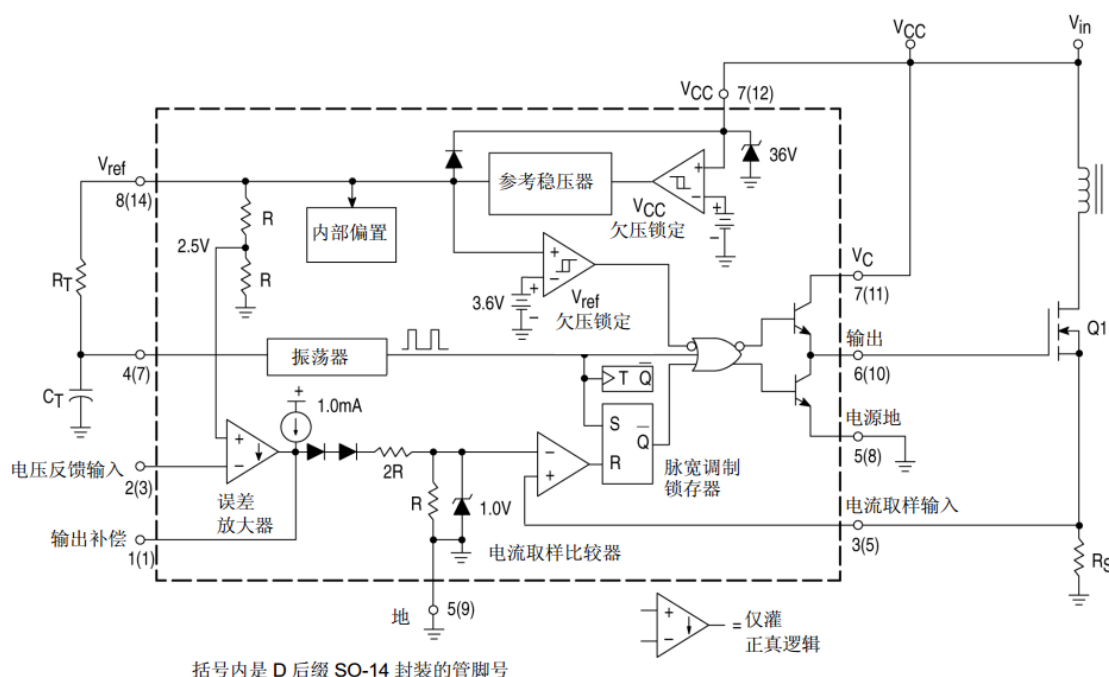 VCC
Vin
VCC 7(12)
Vref
8(14)
36V
参考稳压器
R
内部偏置
VCC
欠压锁定
2.5V
R
RT
VC
7(11)
3.6V
Vref
欠压锁定
Q1
输出
6(10)
振荡器
4(7)
T Q
CT
1.0mA
电源地
5(8)
S Q
R
脉宽调制
锁存器
电压反馈输入
2(3)
误差
放大器
2R
R
1.0V
电流取样输入
3(5)
输出补偿
1(1)
电流取样比较器
RS
地
5(9)
= 仅灌
正真逻辑
括号内是 D 后缀 SO-14 封装的管脚号